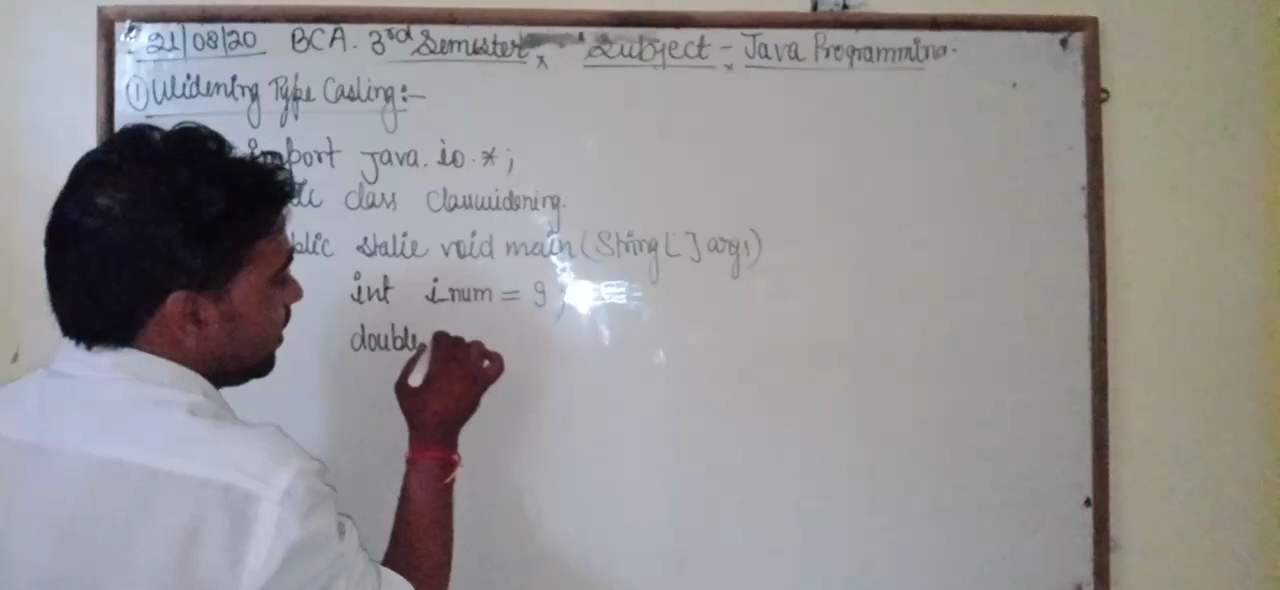 21/08/20 BCA. 3rd Semester Subject - Java Programming.
① Widening Type Casting:-
import java.io.*;
class Classwidening.
static void main(String[] args)
int inum = 9;
double